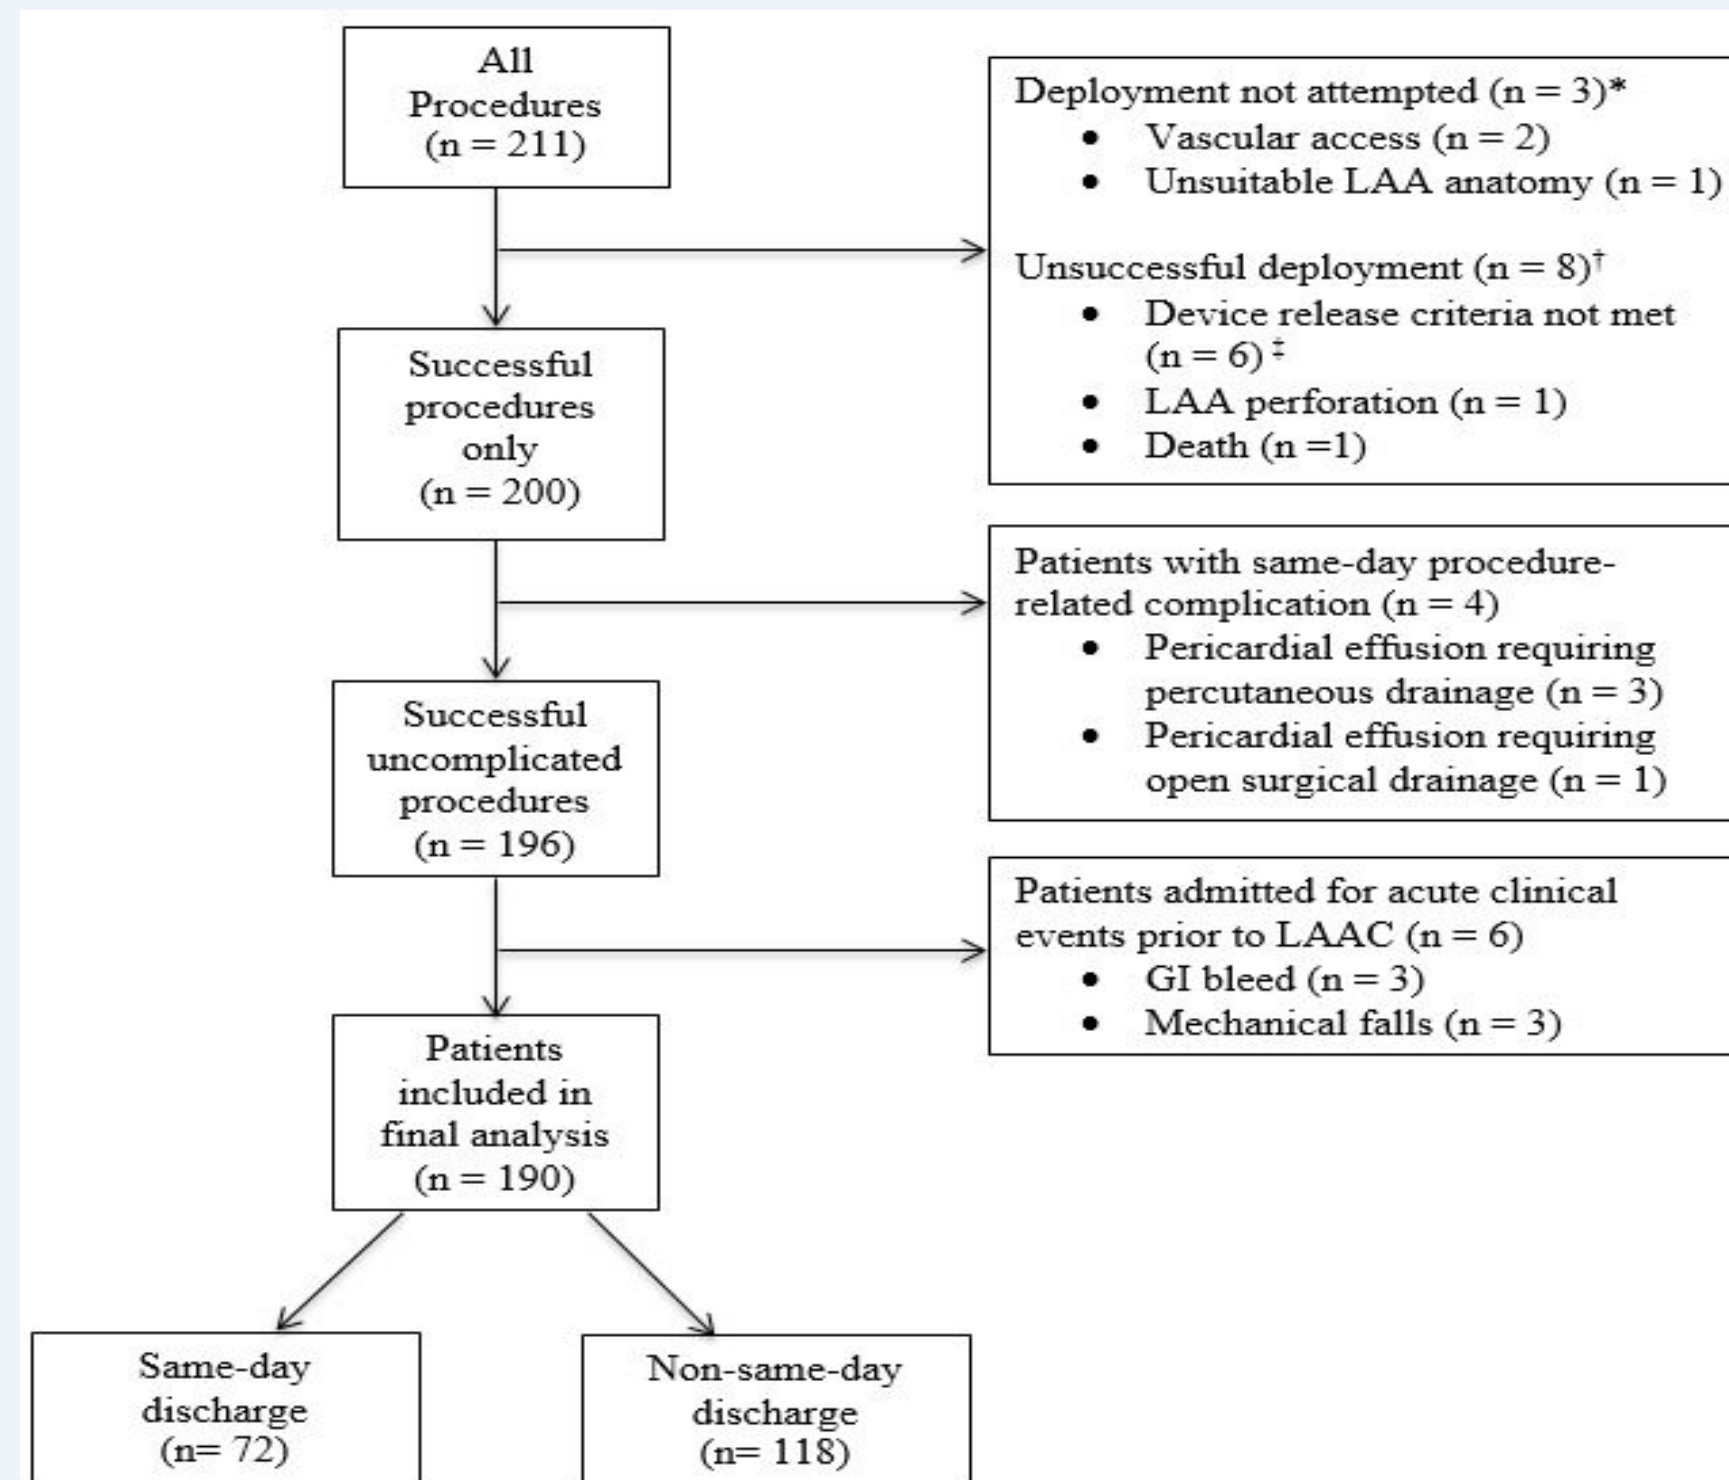 All
Procedures
(n = 211)
Deployment not attempted (n = 3)*
• Vascular access (n = 2)
• Unsuitable LAA anatomy (n = 1)
Unsuccessful deployment (n = 8)†
• Device release criteria not met
(n = 6) ‡
• LAA perforation (n = 1)
• Death (n =1)
Successful
procedures
only
(n = 200)
Patients with same-day procedure-
related complication (n = 4)
• Pericardial effusion requiring
percutaneous drainage (n = 3)
• Pericardial effusion requiring
open surgical drainage (n = 1)
Successful
uncomplicated
procedures
(n = 196)
Patients admitted for acute clinical
events prior to LAAC (n = 6)
• GI bleed (n = 3)
• Mechanical falls (n = 3)
Patients
included in
final analysis
(n = 190)
Same-day
discharge
(n= 72)
Non-same-day
discharge
(n= 118)